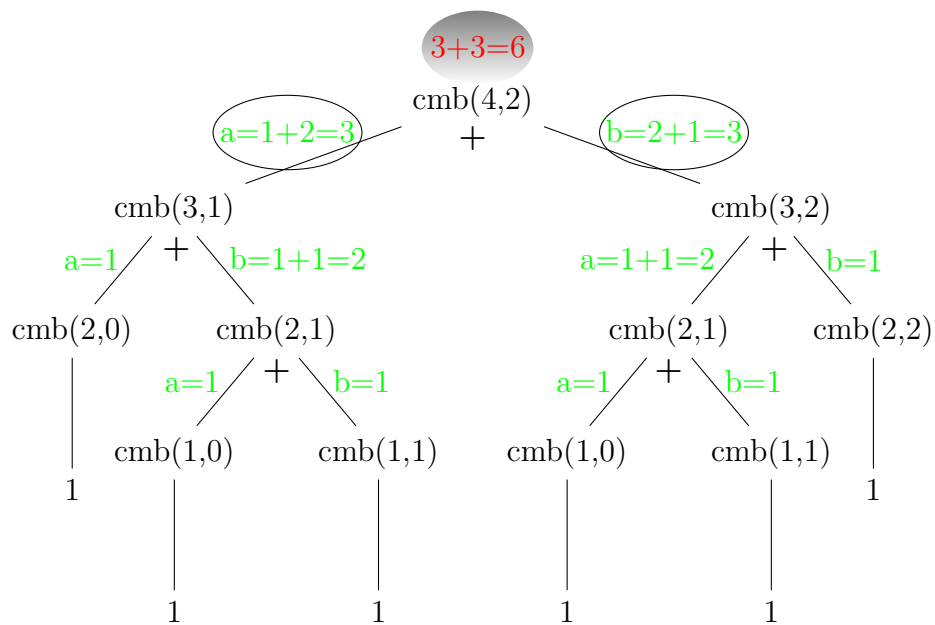 3+3=6
cmb(4,2)
a=1+2=3 + b=2+1=3
cmb(3,1) cmb(3,2)
+ +
a=1 b=1+1=2 a=1+1=2 b=1
cmb(2,0) cmb(2,1) cmb(2,1) cmb(2,2)
+ +
a=1 b=1 a=1 b=1
cmb(1,0) cmb(1,1) cmb(1,0) cmb(1,1)
1 1
1 1 1 1